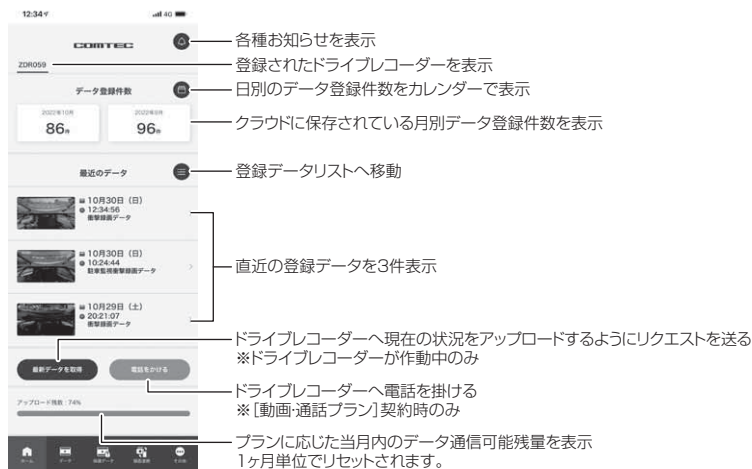 12:34
4G
COMTEC
各種お知らせを表示
ZDR059
登録されたドライブレコーダーを表示
データ登録件数
日別のデータ登録件数をカレンダーで表示
2022年10月
86件
96件
クラウドに保存されている月別データ登録件数を表示
最近のデータ
登録データリストへ移動
10月30日（日）
12:34:56
衝撃録画データ
10月30日（日）
10:24:44
駐車監視衝撃録画データ
直近の登録データを3件表示
10月29日（土）
20:21:07
衝撃録画データ
ドライブレコーダーへ現在の状況をアップロードするようにリクエストを送る
※ドライブレコーダーが作動中のみ
最新データを取得
電話をかける
ドライブレコーダーへ電話を掛ける
※［動画・通話プラン］契約時のみ
アップロード残数：74%
プランに応じた当月内のデータ通信可能残量を表示
1ヶ月単位でリセットされます。
ホーム
データ
その他